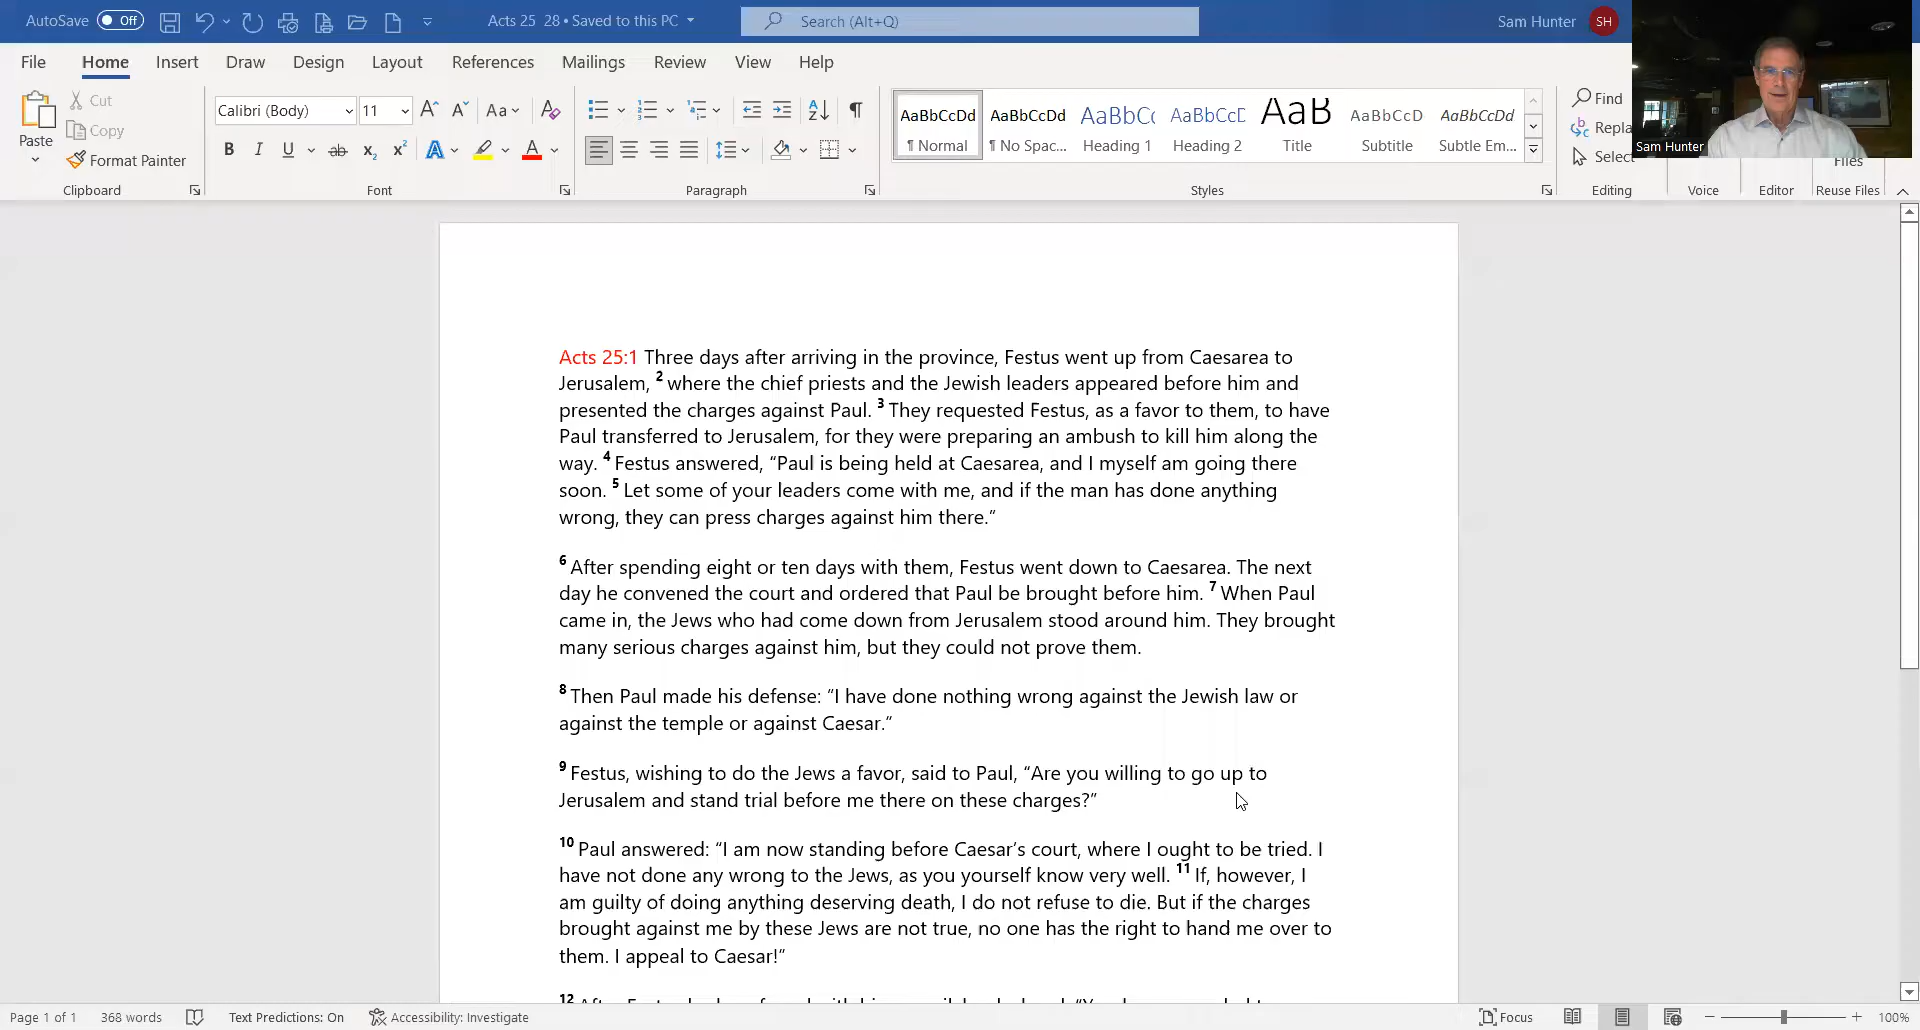 AutoSave Off Acts 25 28 • Saved to this PC Search (Alt+Q) Sam Hunter SH
File Home Insert Draw Design Layout References Mailings Review View Help
Paste Cut Copy Format Painter Clipboard
Calibri (Body) 11 Font
Paragraph
AaBbCcDd AaBbCcDd AaBbC AaBbCcD AaB AaBbCcD AaBbCcDd
¶ Normal ¶ No Spac... Heading 1 Heading 2 Title Subtitle Subtle Em...
Styles
Find
Repla
Select
Editing Voice Editor Files Reuse Files
Sam Hunter
Acts 25:1 Three days after arriving in the province, Festus went up from Caesarea to
Jerusalem, 2 where the chief priests and the Jewish leaders appeared before him and
presented the charges against Paul. 3 They requested Festus, as a favor to them, to have
Paul transferred to Jerusalem, for they were preparing an ambush to kill him along the
way. 4 Festus answered, “Paul is being held at Caesarea, and I myself am going there
soon. 5 Let some of your leaders come with me, and if the man has done anything
wrong, they can press charges against him there.”
6 After spending eight or ten days with them, Festus went down to Caesarea. The next
day he convened the court and ordered that Paul be brought before him. 7 When Paul
came in, the Jews who had come down from Jerusalem stood around him. They brought
many serious charges against him, but they could not prove them.
8 Then Paul made his defense: “I have done nothing wrong against the Jewish law or
against the temple or against Caesar.”
9 Festus, wishing to do the Jews a favor, said to Paul, “Are you willing to go up to
Jerusalem and stand trial before me there on these charges?”
10 Paul answered: “I am now standing before Caesar’s court, where I ought to be tried. I
have not done any wrong to the Jews, as you yourself know very well. 11 If, however, I
am guilty of doing anything deserving death, I do not refuse to die. But if the charges
brought against me by these Jews are not true, no one has the right to hand me over to
them. I appeal to Caesar!”
12
Page 1 of 1 368 words Text Predictions: On Accessibility: Investigate Focus 100%